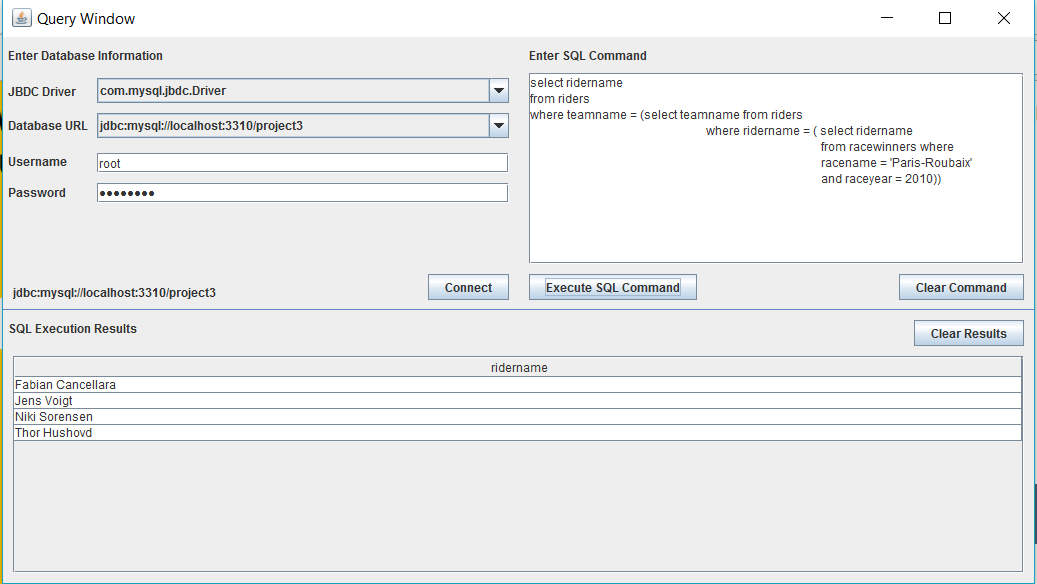 Query Window
Enter Database Information
JBDC Driver
com.mysql.jbdc.Driver
Database URL
jdbc:mysql://localhost:3310/project3
Username
root
Password
••••••••
jdbc:mysql://localhost:3310/project3
Connect
Enter SQL Command
select ridername
from riders
where teamname = (select teamname from riders
where ridername = ( select ridername
from racewinners where
racename = 'Paris-Roubaix'
and raceyear = 2010))
Execute SQL Command
Clear Command
SQL Execution Results
Clear Results
ridername
Fabian Cancellara
Jens Voigt
Niki Sorensen
Thor Hushovd